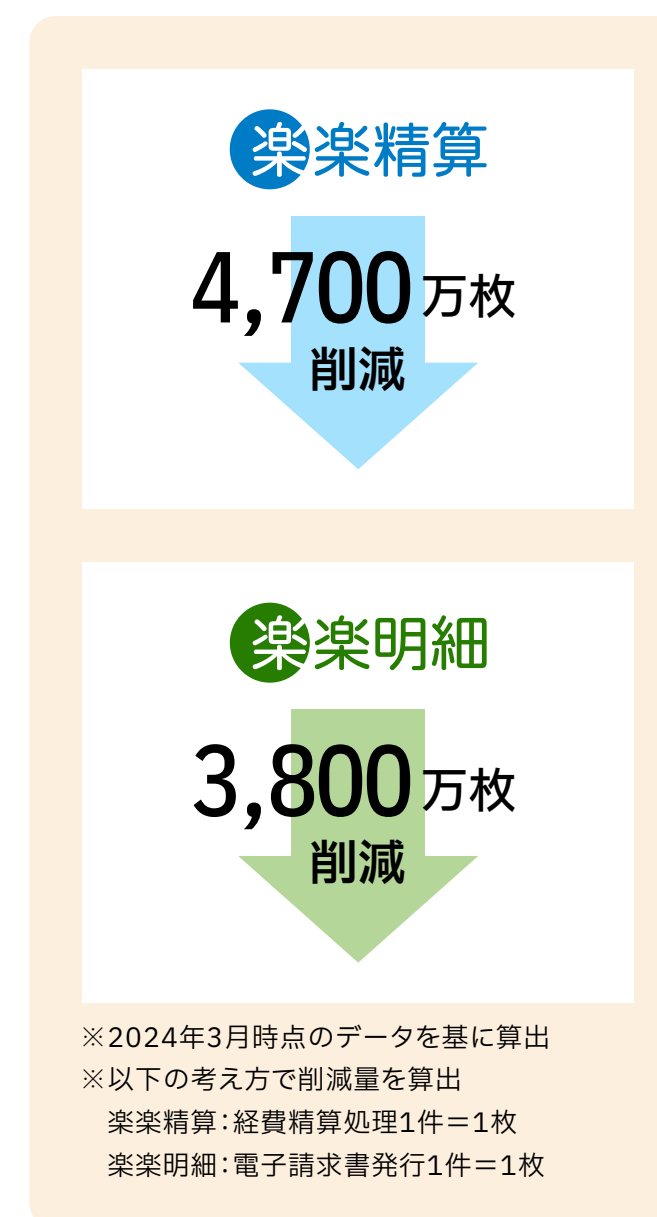 楽楽精算
4,700万枚
削減
楽楽明細
3,800万枚
削減
※2024年3月時点のデータを基に算出
※以下の考え方で削減量を算出
楽楽精算:経費精算処理1件=1枚
楽楽明細:電子請求書発行1件=1枚